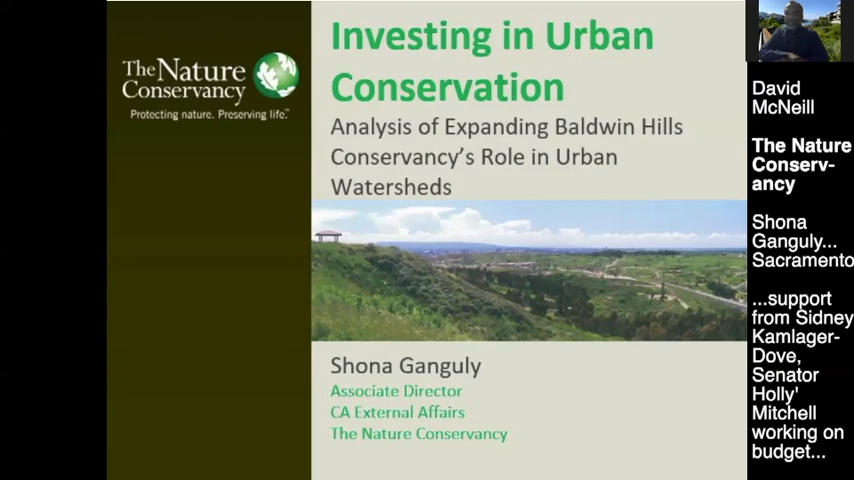 The Nature
Conservancy
Protecting nature. Preserving life.™
Investing in Urban
Conservation
Analysis of Expanding Baldwin Hills
Conservancy's Role in Urban
Watersheds
Shona Ganguly
Associate Director
CA External Affairs
The Nature Conservancy
David
McNeill
The Nature
Conserv-
ancy
Shona
Ganguly...
Sacramento
...support
from Sidney
Kamlager-
Dove,
Senator
Holly'
Mitchell
working on
budget...